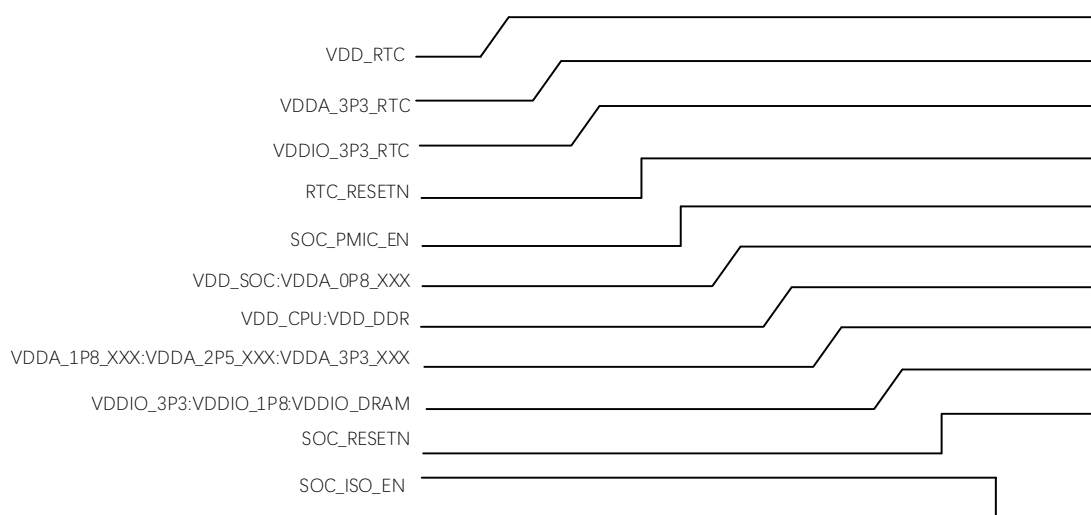 VDD_RTC
VDDA_3P3_RTC
VDDIO_3P3_RTC
RTC_RESETN
SOC_PMIC_EN
VDD_SOC:VDDA_0P8_XXX
VDD_CPU:VDD_DDR
VDDA_1P8_XXX:VDDA_2P5_XXX:VDDA_3P3_XXX
VDDIO_3P3:VDDIO_1P8:VDDIO_DRAM
SOC_RESETN
SOC_ISO_EN